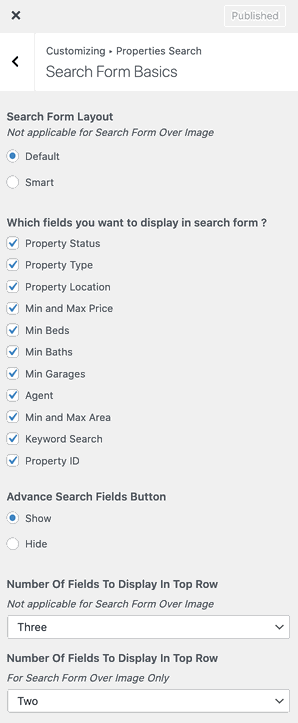 Published
Customizing ▸ Properties Search
Search Form Basics
Search Form Layout
Not applicable for Search Form Over Image
Default
Smart
Which fields you want to display in search form ?
Property Status
Property Type
Property Location
Min and Max Price
Min Beds
Min Baths
Min Garages
Agent
Min and Max Area
Keyword Search
Property ID
Advance Search Fields Button
Show
Hide
Number Of Fields To Display In Top Row
Not applicable for Search Form Over Image
Three
Number Of Fields To Display In Top Row
For Search Form Over Image Only
Two